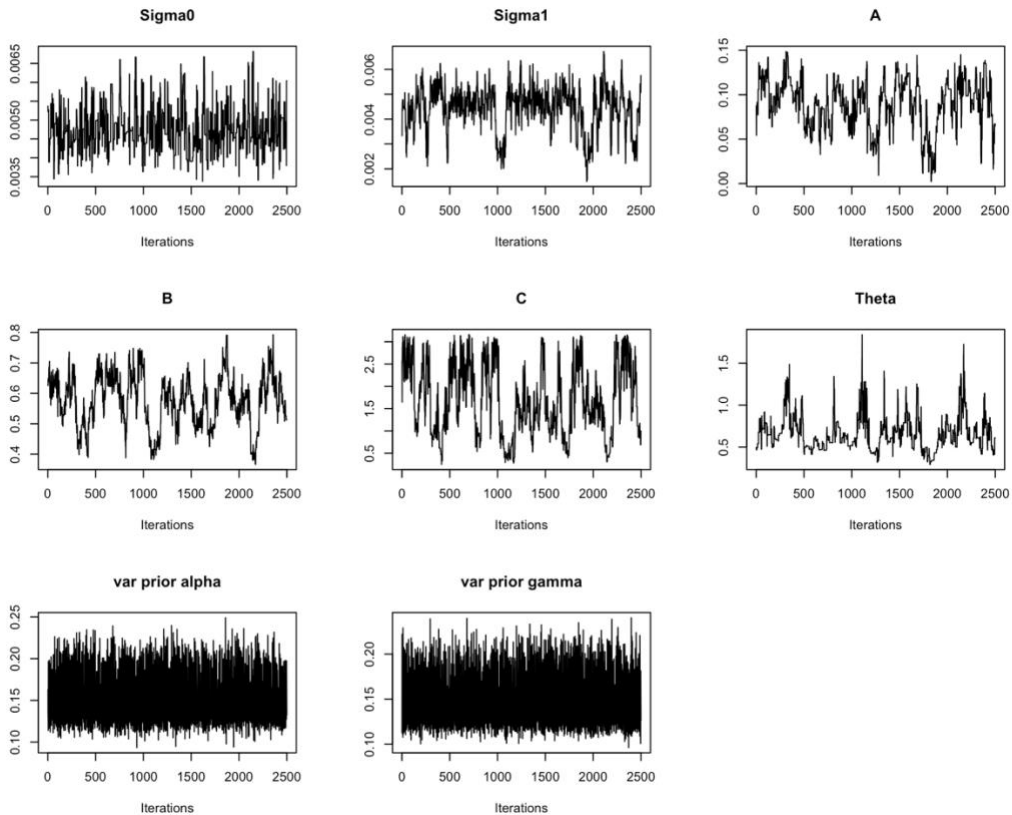 Sigma0
0.0035 0.0050 0.0065
0 500 1000 1500 2000 2500
Iterations
Sigma1
0.002 0.004 0.006
0 500 1000 1500 2000 2500
Iterations
A
0.00 0.05 0.10 0.15
0 500 1000 1500 2000 2500
Iterations
B
0.4 0.5 0.6 0.7 0.8
0 500 1000 1500 2000 2500
Iterations
C
0.5 1.5 2.5
0 500 1000 1500 2000 2500
Iterations
Theta
0.5 1.0 1.5
0 500 1000 1500 2000 2500
Iterations
var prior alpha
0.10 0.15 0.20 0.25
0 500 1000 1500 2000 2500
Iterations
var prior gamma
0.10 0.15 0.20
0 500 1000 1500 2000 2500
Iterations